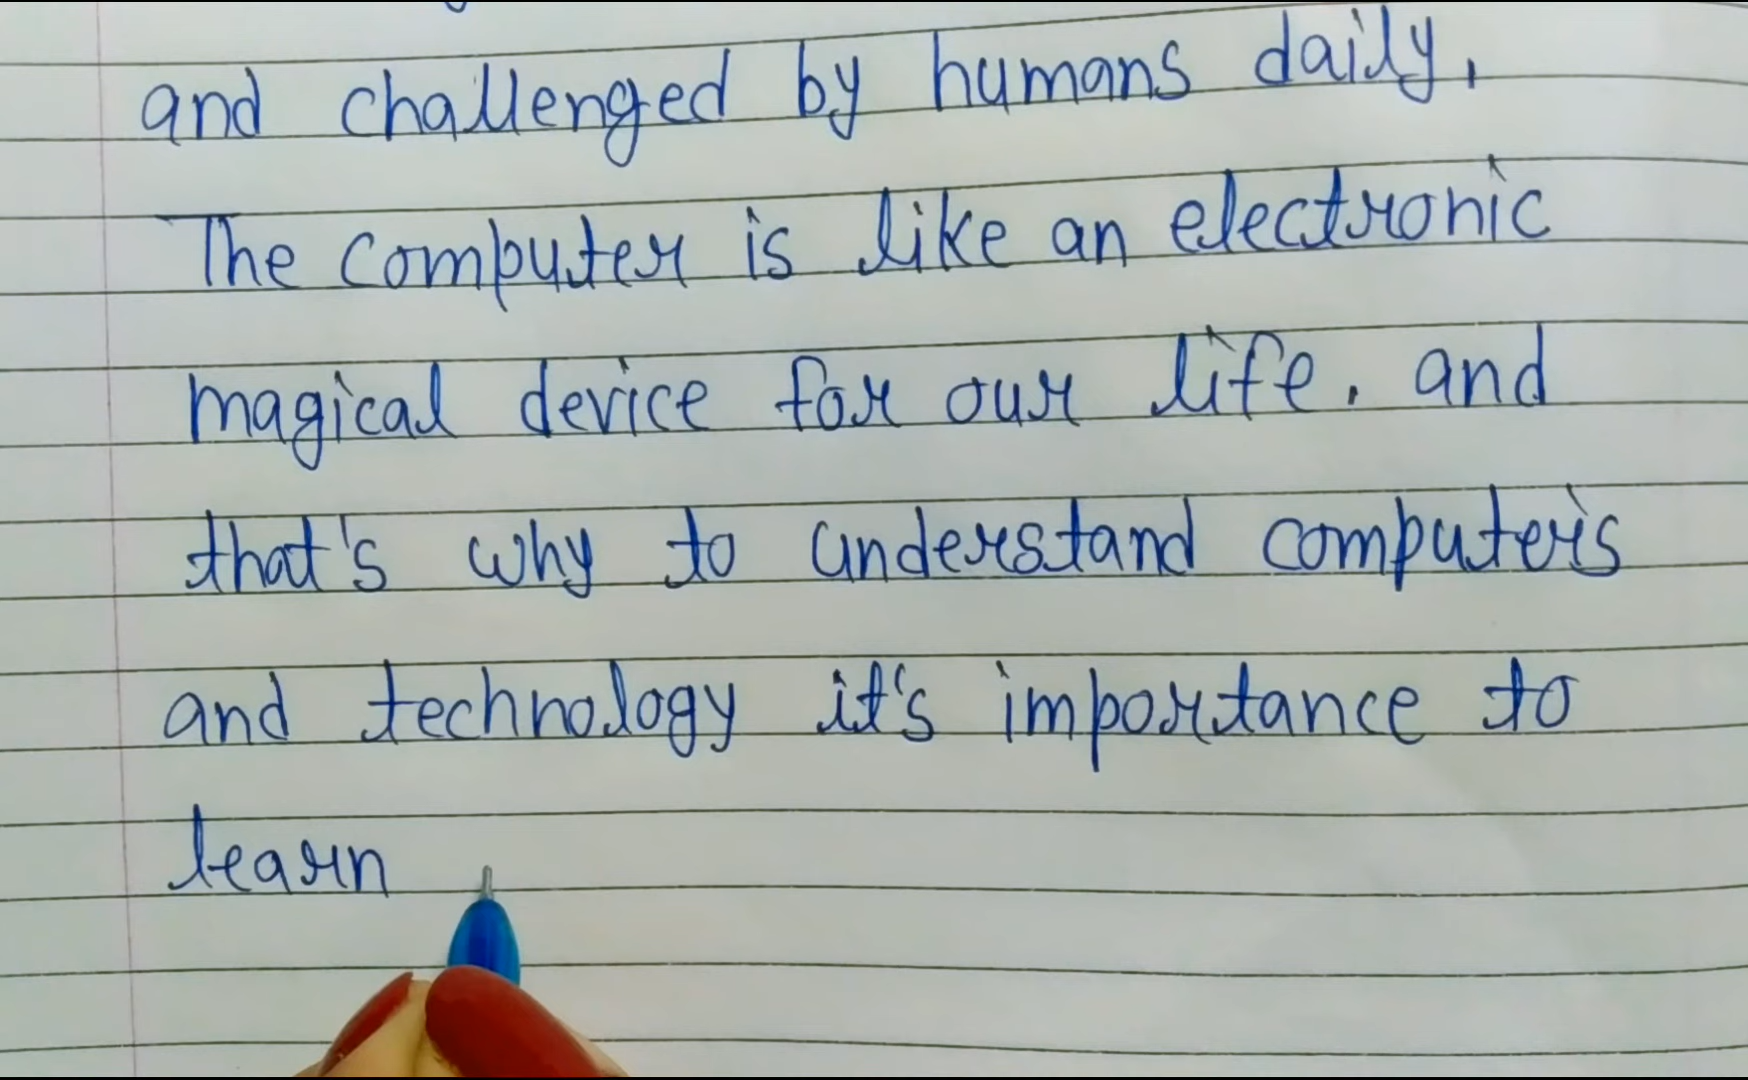 and challenged by humans daily,
The computer is like an electronic
magical device for our life. and
that's why to understand computer's
and technology it's importance to
learn